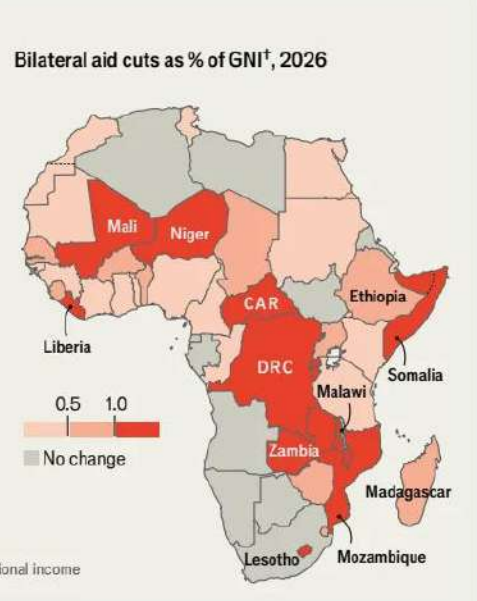 Bilateral aid cuts as % of GNI†, 2026
Mali
Niger
CAR
Ethiopia
Liberia
DRC
Somalia
Malawi
0.5 1.0
Zambia
No change
Madagascar
Lesotho
Mozambique
income